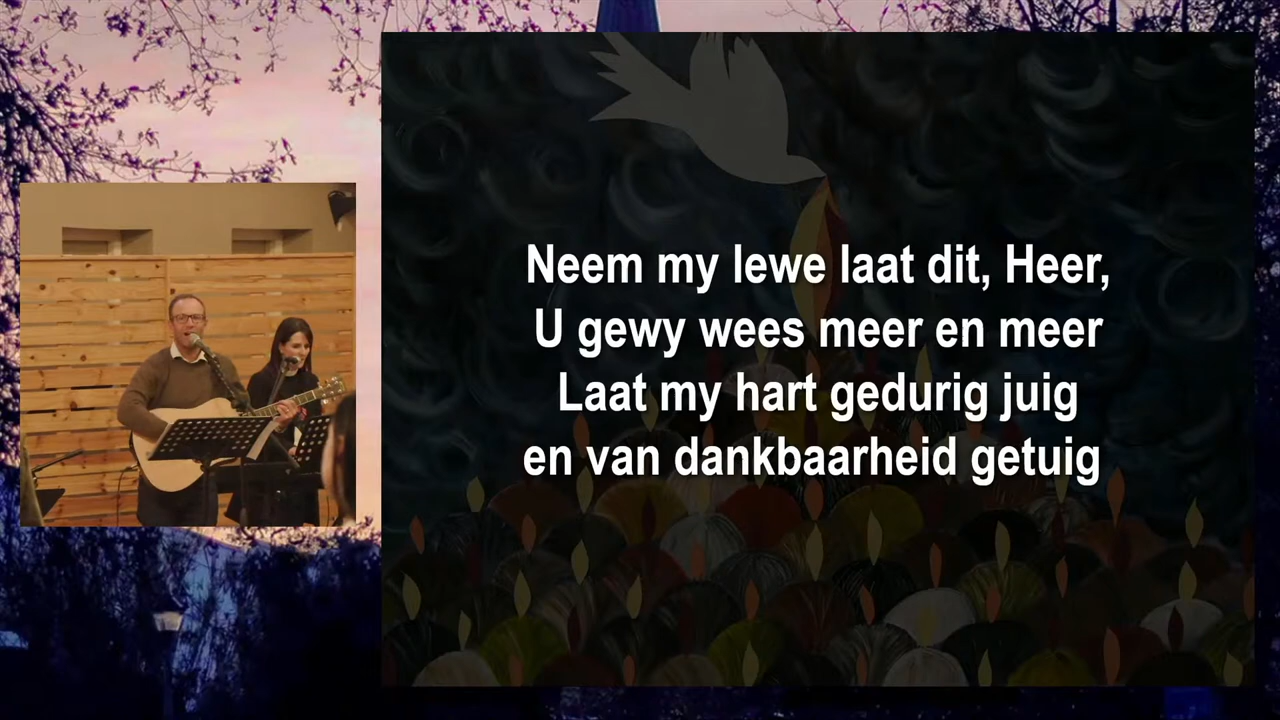 Neem my lewe laat dit, Heer,
U gewy wees meer en meer
Laat my hart gedurig juig
en van dankbaarheid getuig